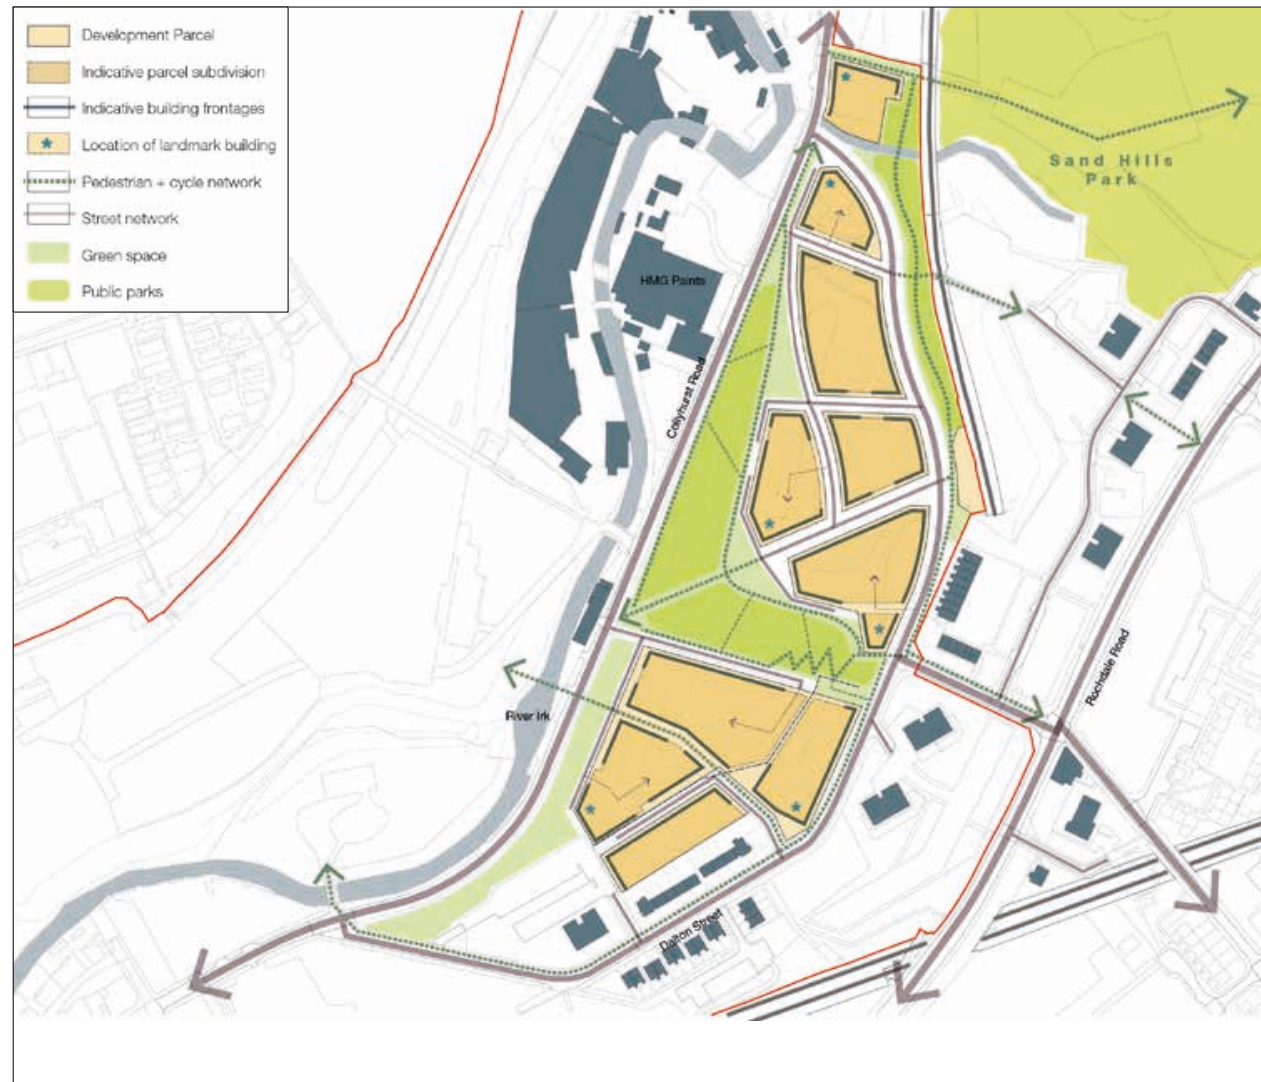 Development Parcel
Indicative parcel subdivision
Indicative building frontages
Location of landmark building
Pedestrian + cycle network
Street network
Green space
Public parks
Sand Hills
Park
HMG Paints
Collyhurst Road
Rochdale Road
River Irk
Dalton Street